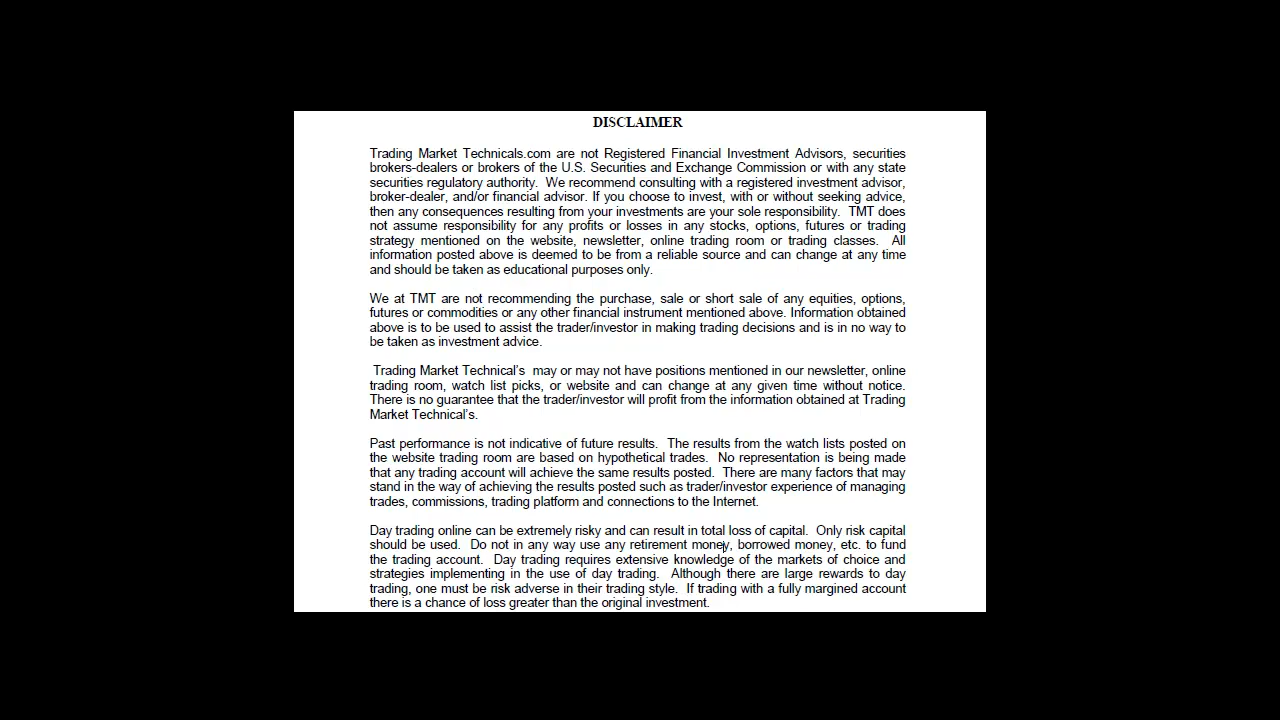 DISCLAIMER
Trading Market Technicals.com are not Registered Financial Investment Advisors, securities
brokers-dealers or brokers of the U.S. Securities and Exchange Commission or with any state
securities regulatory authority.  We recommend consulting with a registered investment advisor,
broker-dealer, and/or financial advisor. If you choose to invest, with or without seeking advice,
then any consequences resulting from your investments are your sole responsibility.  TMT does
not assume responsibility for any profits or losses in any stocks, options, futures or trading
strategy mentioned on the website, newsletter, online trading room or trading classes.  All
information posted above is deemed to be from a reliable source and can change at any time
and should be taken as educational purposes only.
We at TMT are not recommending the purchase, sale or short sale of any equities, options,
futures or commodities or any other financial instrument mentioned above. Information obtained
above is to be used to assist the trader/investor in making trading decisions and is in no way to
be taken as investment advice.
Trading Market Technical’s  may or may not have positions mentioned in our newsletter, online
trading room, watch list picks, or website and can change at any given time without notice.
There is no guarantee that the trader/investor will profit from the information obtained at Trading
Market Technical’s.
Past performance is not indicative of future results.  The results from the watch lists posted on
the website trading room are based on hypothetical trades.  No representation is being made
that any trading account will achieve the same results posted.  There are many factors that may
stand in the way of achieving the results posted such as trader/investor experience of managing
trades, commissions, trading platform and connections to the Internet.
Day trading online can be extremely risky and can result in total loss of capital.  Only risk capital
should be used.  Do not in any way use any retirement money, borrowed money, etc. to fund
the trading account.  Day trading requires extensive knowledge of the markets of choice and
strategies implementing in the use of day trading.  Although there are large rewards to day
trading, one must be risk adverse in their trading style.  If trading with a fully margined account
there is a chance of loss greater than the original investment.